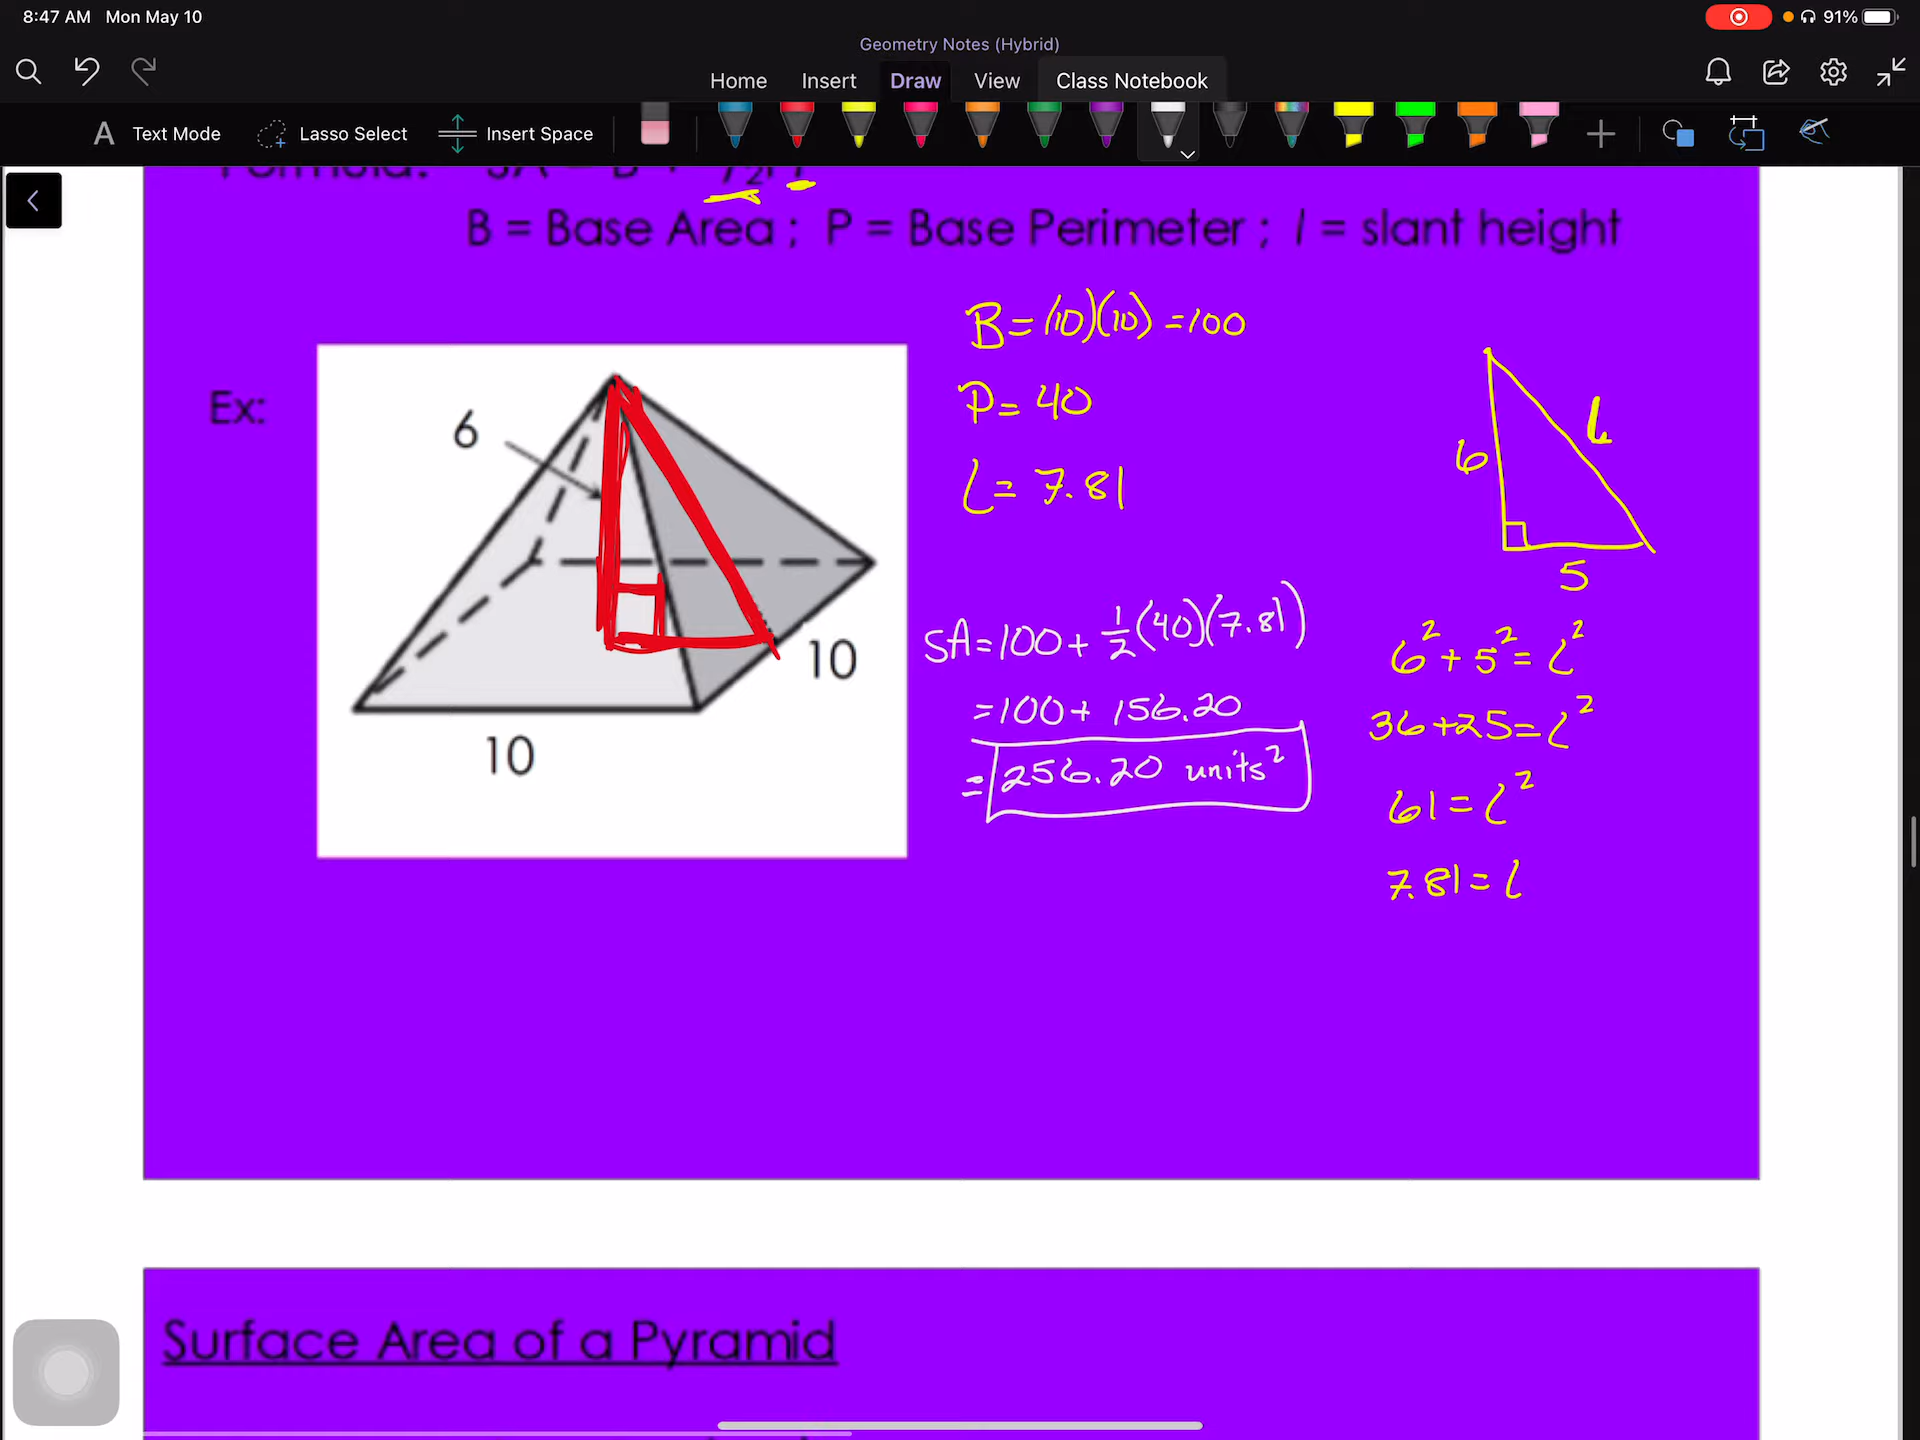 8:47 AM Mon May 10
91%
Geometry Notes (Hybrid)
Home Insert Draw View Class Notebook
A Text Mode Lasso Select Insert Space
B = Base Area ; P = Base Perimeter ; l = slant height
B = (10)(10) = 100
Ex:
6
P = 40
l = 7.81
10
10
6
l
5
SA = 100 + 1/2 (40)(7.81)
= 100 + 156.20
= 256.20 units²
6² + 5² = l²
36 + 25 = l²
61 = l²
7.81 = l
Surface Area of a Pyramid